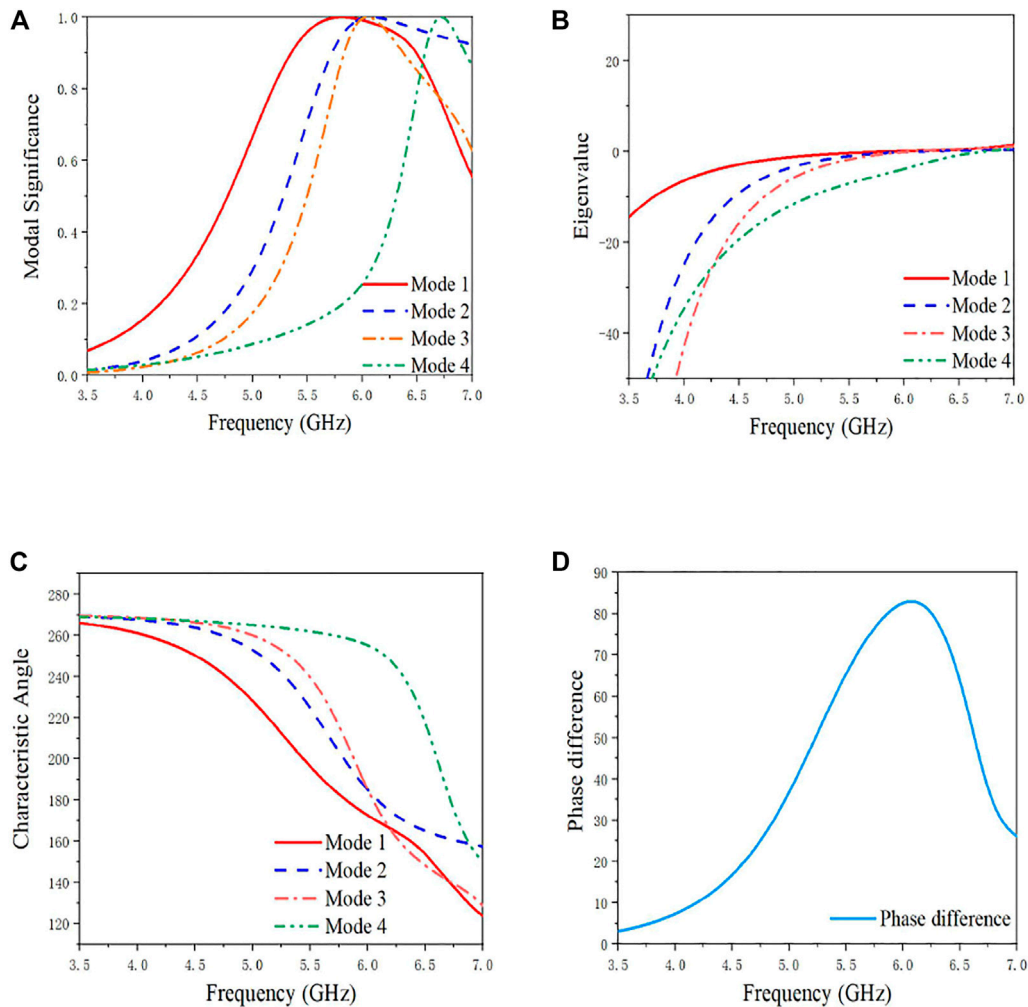 A
Modal Significance
1.0
0.8
0.6
0.4
0.2
0.0
3.5 4.0 4.5 5.0 5.5 6.0 6.5 7.0
Frequency (GHz)
Mode 1
Mode 2
Mode 3
Mode 4
B
Eigenvalue
20
0
-20
-40
3.5 4.0 4.5 5.0 5.5 6.0 6.5 7.0
Frequency (GHz)
Mode 1
Mode 2
Mode 3
Mode 4
C
Characteristic Angle
280
260
240
220
200
180
160
140
120
3.5 4.0 4.5 5.0 5.5 6.0 6.5 7.0
Frequency (GHz)
Mode 1
Mode 2
Mode 3
Mode 4
D
Phase difference
90
80
70
60
50
40
30
20
10
0
3.5 4.0 4.5 5.0 5.5 6.0 6.5 7.0
Frequency (GHz)
Phase difference